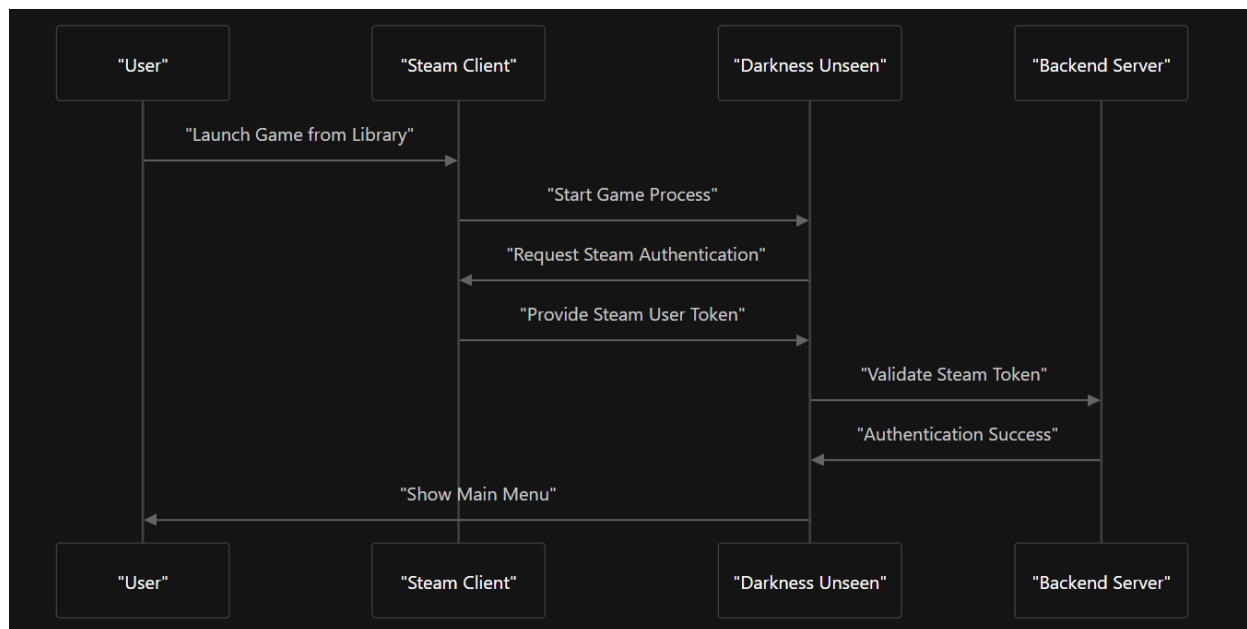 "User"
"Steam Client"
"Darkness Unseen"
"Backend Server"
"Launch Game from Library"
"Start Game Process"
"Request Steam Authentication"
"Provide Steam User Token"
"Validate Steam Token"
"Authentication Success"
"Show Main Menu"
"User"
"Steam Client"
"Darkness Unseen"
"Backend Server"